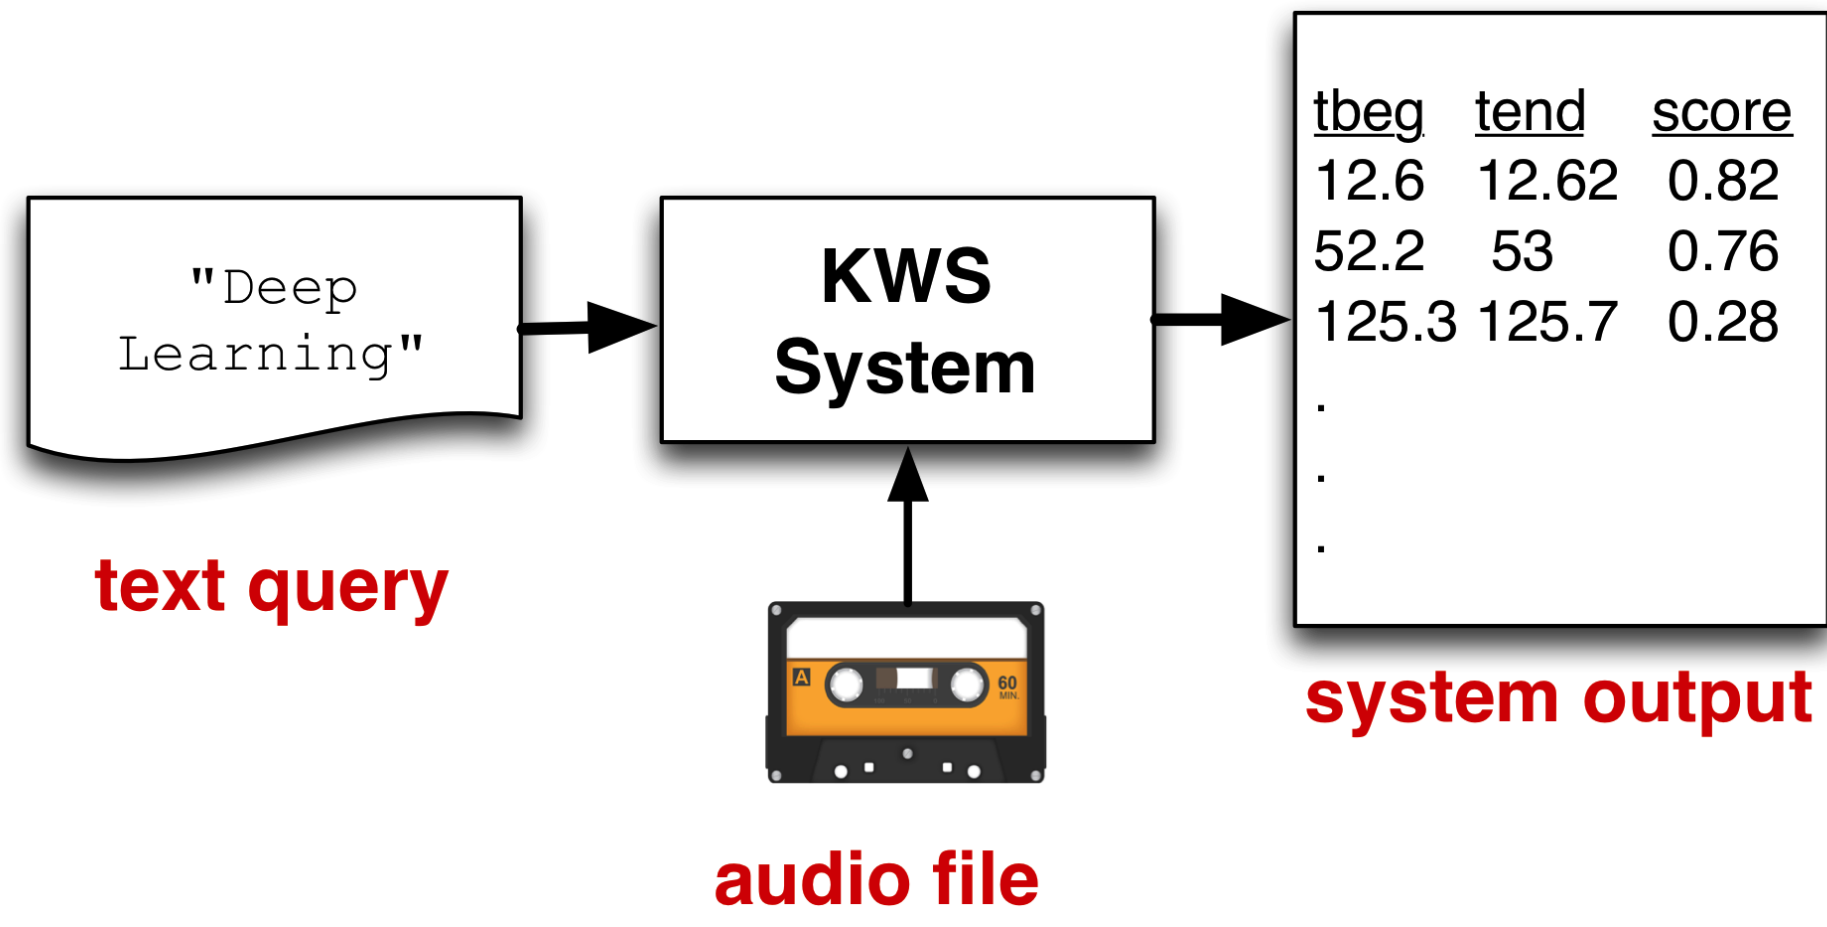 "Deep
Learning"
text query
KWS
System
A
60
MIN.
audio file
tbeg tend score
12.6 12.62 0.82
52.2 53 0.76
125.3 125.7 0.28
.
.
.
system output